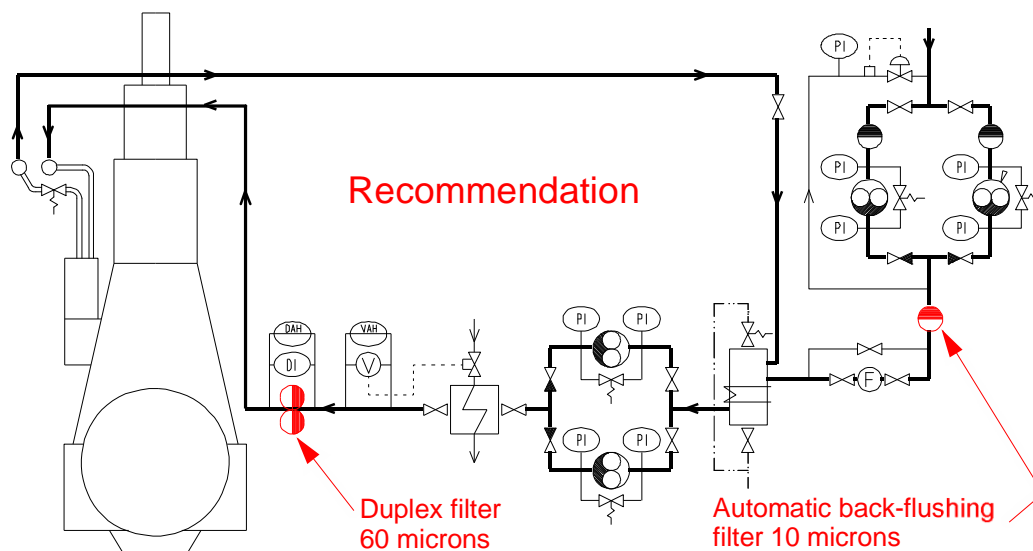 PI
Recommendation
PI
PI
PI
PI
DAH
VAH
PI
PI
DI
V
F
PI
PI
Duplex filter
60 microns
Automatic back-flushing
filter 10 microns